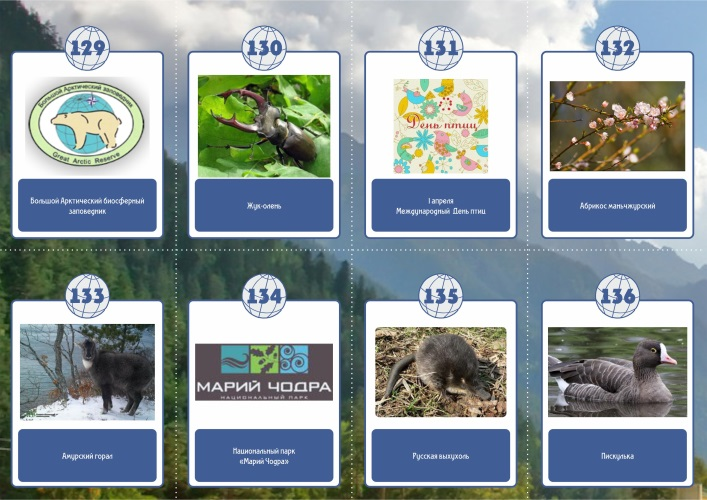 129
130
131
132
Большой Арктический заповедник
Great Arctic Reserve
День птиц
Большой Арктический биосферный
заповедник
Жук-олень
1 апреля
Международный День птиц
Абрикос маньчжурский
133
134
135
136
МАРИЙ ЧОДРА
НАЦИОНАЛЬНЫЙ ПАРК
Амурский горал
Национальный парк
«Марий Чодра»
Русская выхухоль
Пискулька